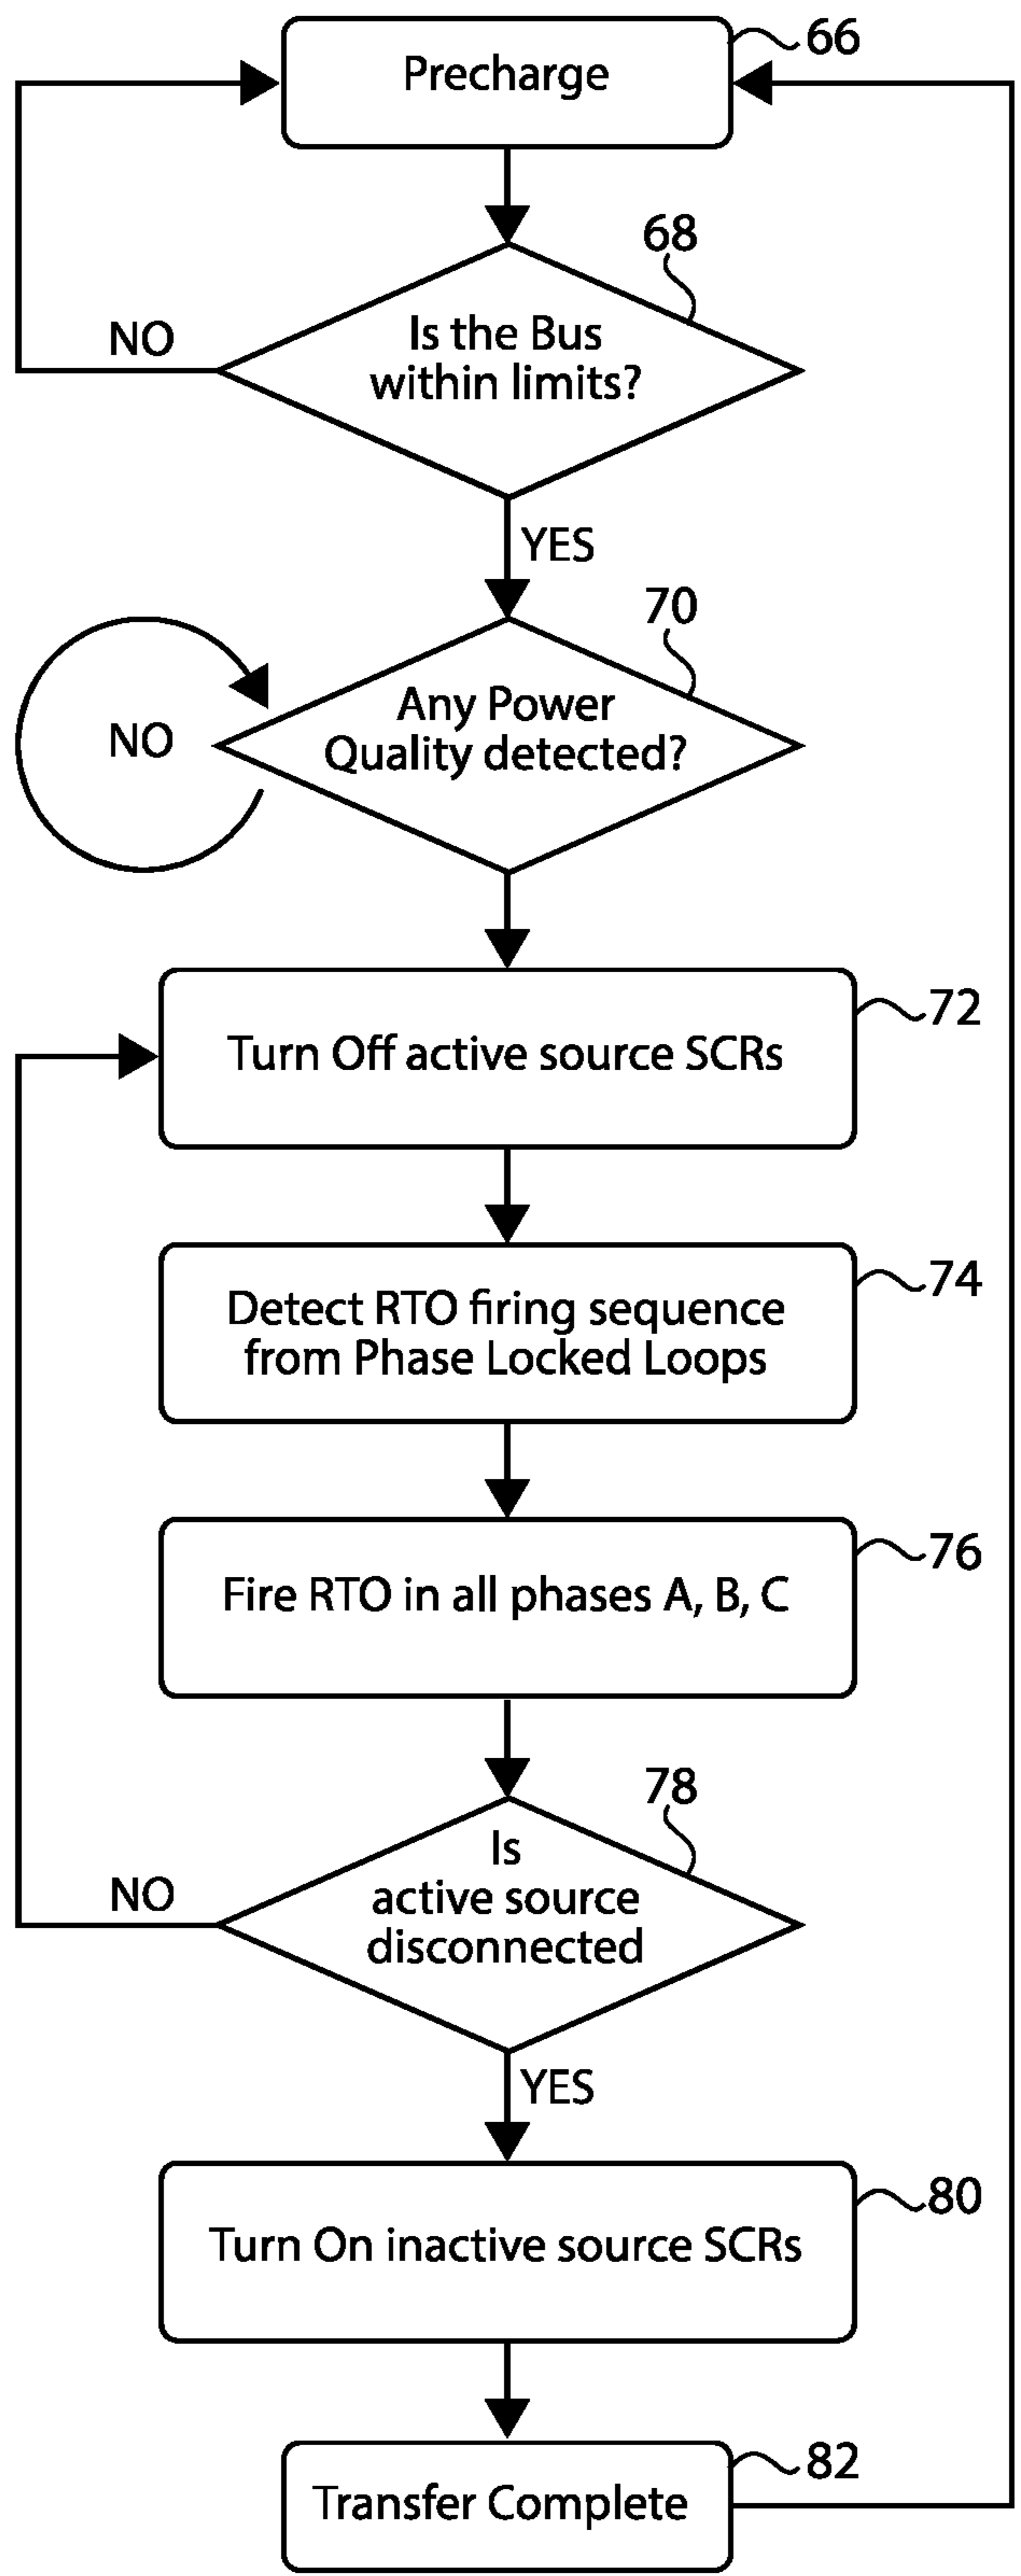 Precharge
66
68
Is the Bus
within limits?
NO
YES
70
Any Power
Quality detected?
NO
72
Turn Off active source SCRs
74
Detect RTO firing sequence
from Phase Locked Loops
76
Fire RTO in all phases A, B, C
78
Is
active source
disconnected
NO
YES
80
Turn On inactive source SCRs
82
Transfer Complete